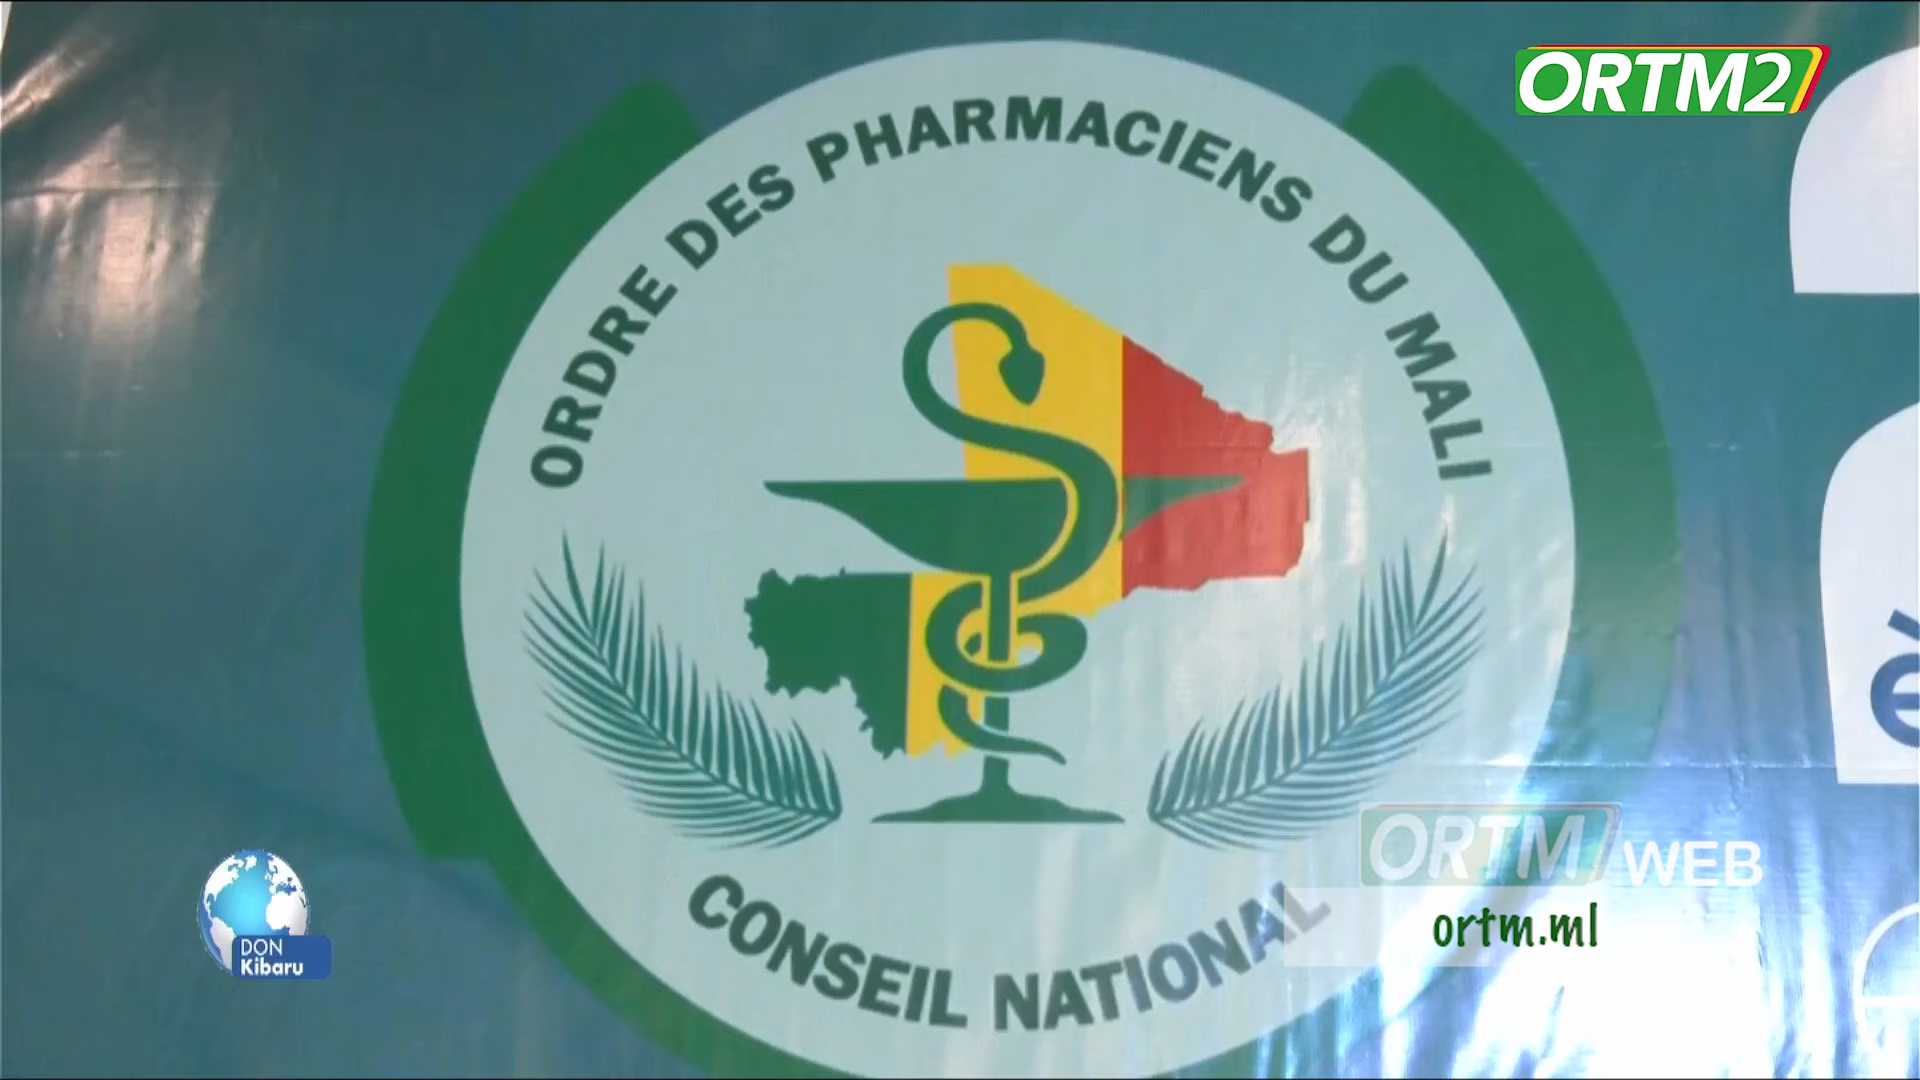 ORTM2
ORDRE DES PHARMACIENS DU MALI
è
CONSEIL NATIONAL
ORTM WEB
ortm.ml
DON
Kibaru